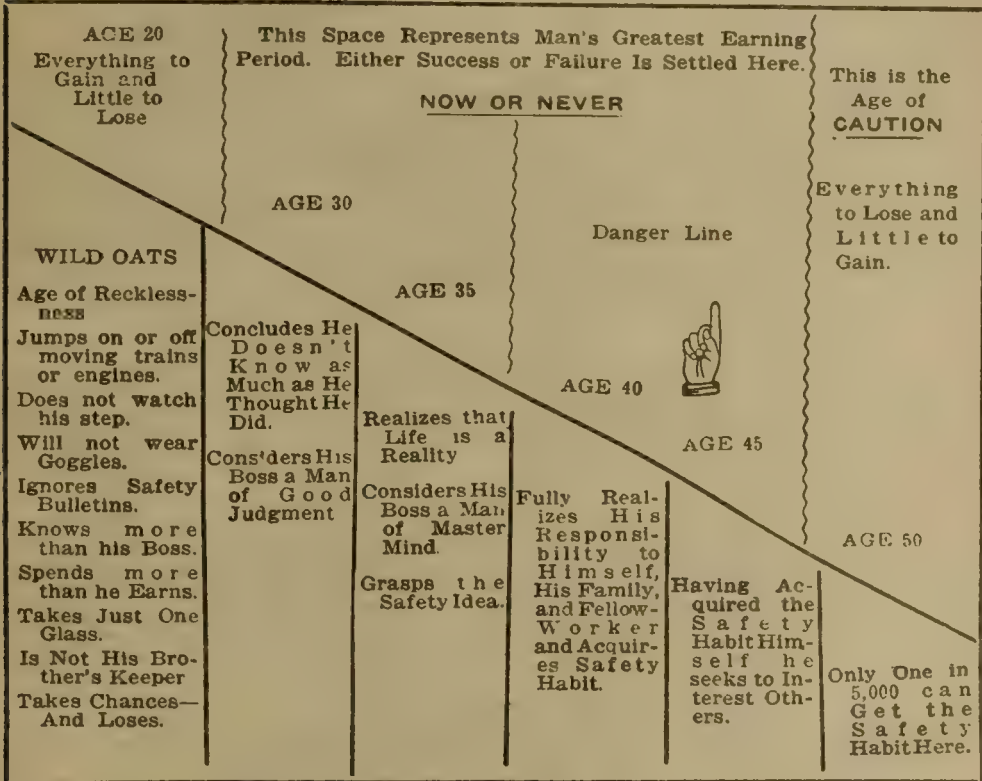 AGE 20
Everything to
Gain and
Little to
Lose
This Space Represents Man's Greatest Earning
Period. Either Success or Failure Is Settled Here.
NOW OR NEVER
This is the
Age of
CAUTION
Everything
to Lose and
Little to
Gain.
AGE 30
Danger Line
AGE 35
AGE 40
AGE 45
AGE 50
WILD OATS
Age of Reckless-
ness
Jumps on or off
moving trains
or engines.
Does not watch
his step.
Will not wear
Goggles.
Ignores Safety
Bulletins.
Knows more
than his Boss.
Spends more
than he Earns.
Takes Just One
Glass.
Is Not His Bro-
ther's Keeper
Takes Chances—
And Loses.
Concludes He
Doesn't
Know as
Much as He
Thought He
Did.
Cons'ders His
Boss a Man
of Good
Judgment
Realizes that
Life is a
Reality
Considers His
Boss a Man
of Master
Mind.
Grasps the
Safety Idea.
Fully Real-
izes His
Responsi-
bility to
Himself,
His Family,
and Fellow-
Worker
and Acquir-
es Safety
Habit.
Having Ac-
quired the
Safety
Habit Him-
self he
seeks to In-
terest Oth-
ers.
Only One in
5,000 can
Get the
Safety
Habit Here.